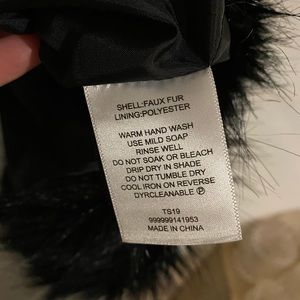 SHELL:FAUX FUR
LINING:POLYESTER
WARM HAND WASH
USE MILD SOAP
RINSE WELL
DO NOT SOAK OR BLEACH
DRIP DRY IN SHADE
DO NOT TUMBLE DRY
COOL IRON ON REVERSE
DYRCLEANABLE Ⓟ
TS19
999999141953
MADE IN CHINA